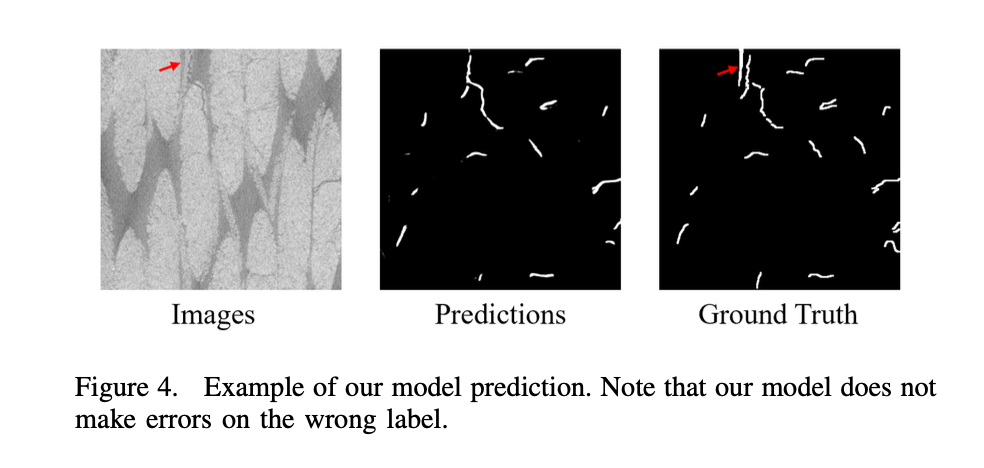 Images Predictions Ground Truth
Figure 4. Example of our model prediction. Note that our model does not
make errors on the wrong label.